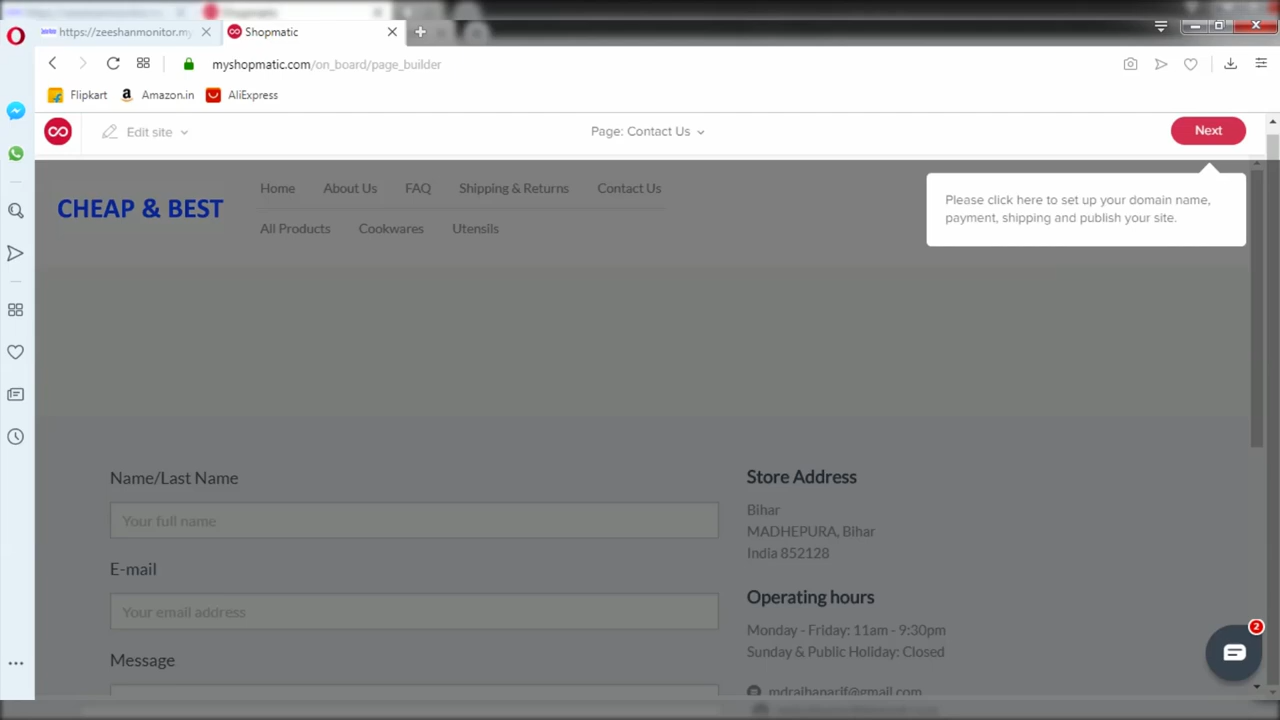 https://zeeshanmonitor.my
Shopmatic
myshopmatic.com/on_board/page_builder
Flipkart
Amazon.in
AliExpress
Edit site
Page: Contact Us
Next
Please click here to set up your domain name,
payment, shipping and publish your site.
CHEAP & BEST
Home
About Us
FAQ
Shipping & Returns
Contact Us
All Products
Cookwares
Utensils
Name/Last Name
Your full name
E-mail
Your email address
Message
Store Address
Bihar
MADHEPURA, Bihar
India 852128
Operating hours
Monday - Friday: 11am - 9:30pm
Sunday & Public Holiday: Closed
mdraihanarif@gmail.com
2